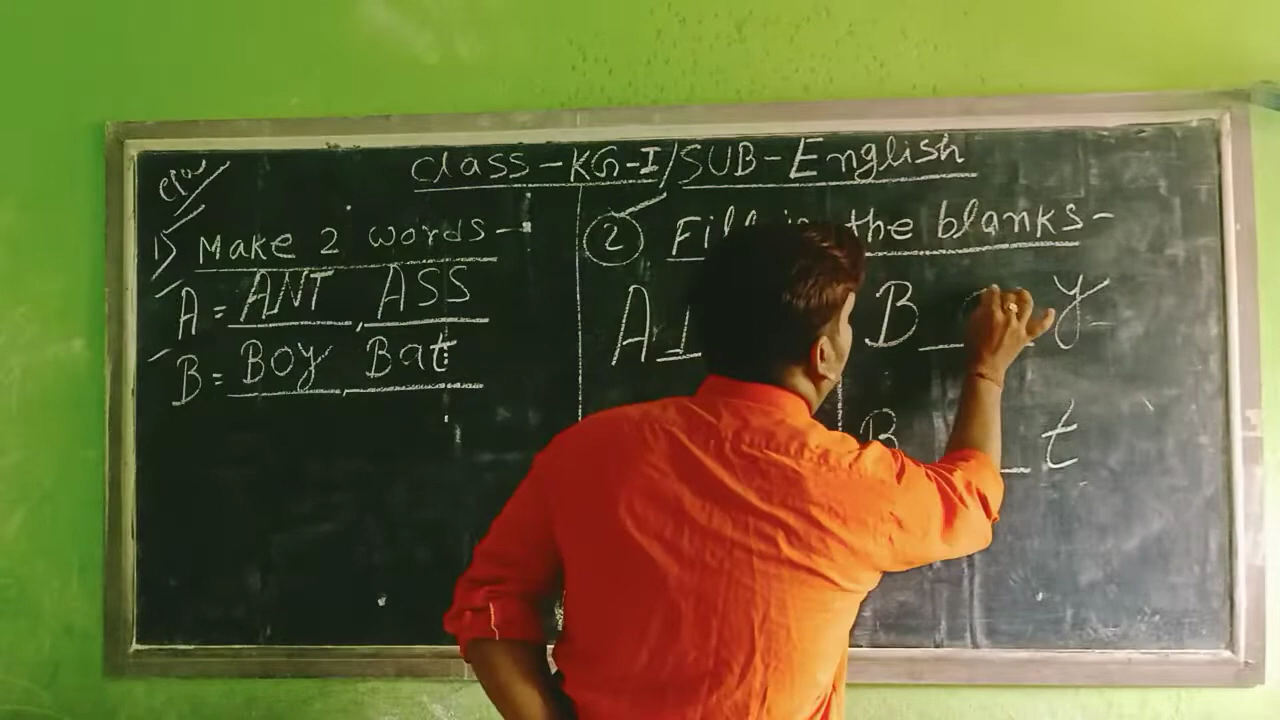 Class-KG-I/SUB-English
1) Make 2 words-
A = ANT, ASS
B = Boy, Bat
2 Fill in the blanks-
A _
B _ _ y
B _ t